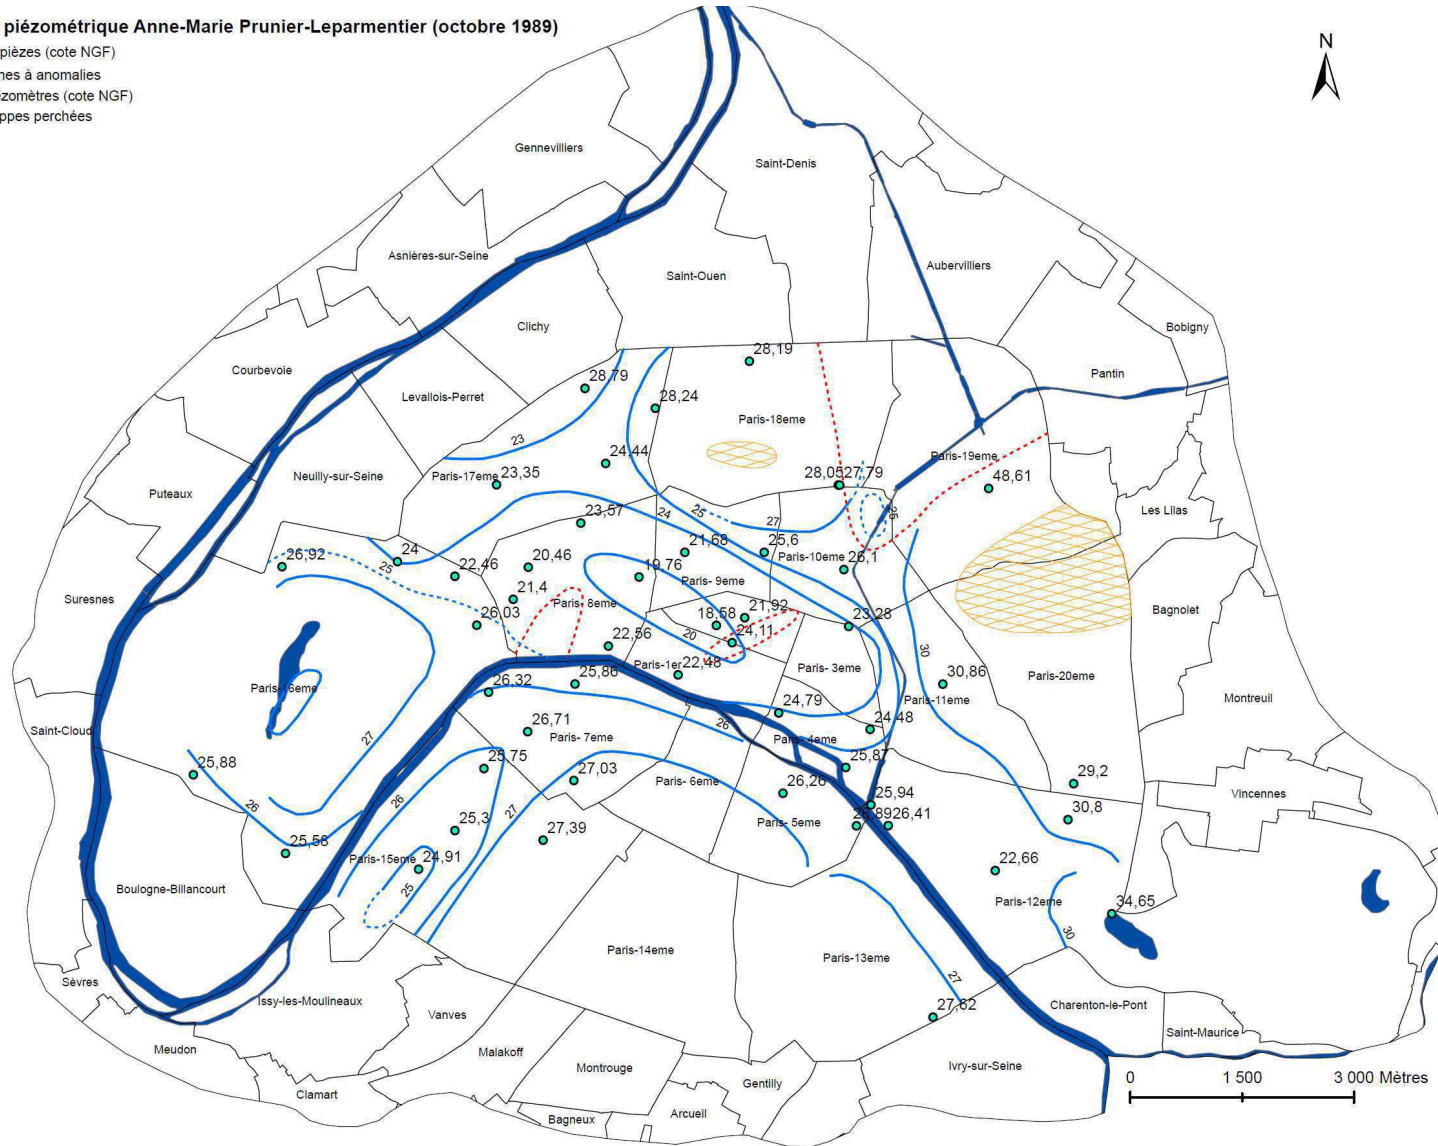 piézométrique Anne-Marie Prunier-Leparmentier (octobre 1989)
pièzes (cote NGF)
nes à anomalies
ézomètres (cote NGF)
ppes perchées
N
Gennevilliers
Saint-Denis
Asnières-sur-Seine
Saint-Ouen
Aubervilliers
Clichy
Bobigny
Courbevoie
Levallois-Perret
Pantin
28,19
28,79
28,24
Paris-18eme
23
24,44
Neuilly-sur-Seine
Paris-17eme
23,35
28,05
27,79
Paris-19eme
48,61
Puteaux
Les Lilas
25
24
27
25
23,57
21,68
25,6
Paris-10eme
26,1
26,92
24
25
22,46
20,46
19,76
Paris- 9eme
Suresnes
21,4
Paris- 8eme
Bagnolet
26,03
18,58
21,92
24,11
23,28
20
22,56
Paris-1er
22,48
Paris- 3eme
30
Paris-16eme
26,32
25,86
30,86
Paris-20eme
Paris-11eme
Montreuil
24,79
24,48
26
Saint-Cloud
27
26,71
Paris- 7eme
Paris- 4eme
25,88
25,75
27,03
Paris- 6eme
25,87
29,2
26
26
27
26,26
25,94
Vincennes
25,3
27,39
Paris- 5eme
26,89
26,41
30,8
25,58
Paris-15eme
24,91
25
22,66
Boulogne-Billancourt
Paris-12eme
34,65
30
Paris-14eme
Paris-13eme
27
Sèvres
Issy-les-Moulineaux
27,62
Charenton-le-Pont
Vanves
Saint-Maurice
Meudon
Malakoff
Montrouge
Ivry-sur-Seine
Gentilly
Clamart
Arcueil
Bagneux
0 1 500 3 000 Mètres